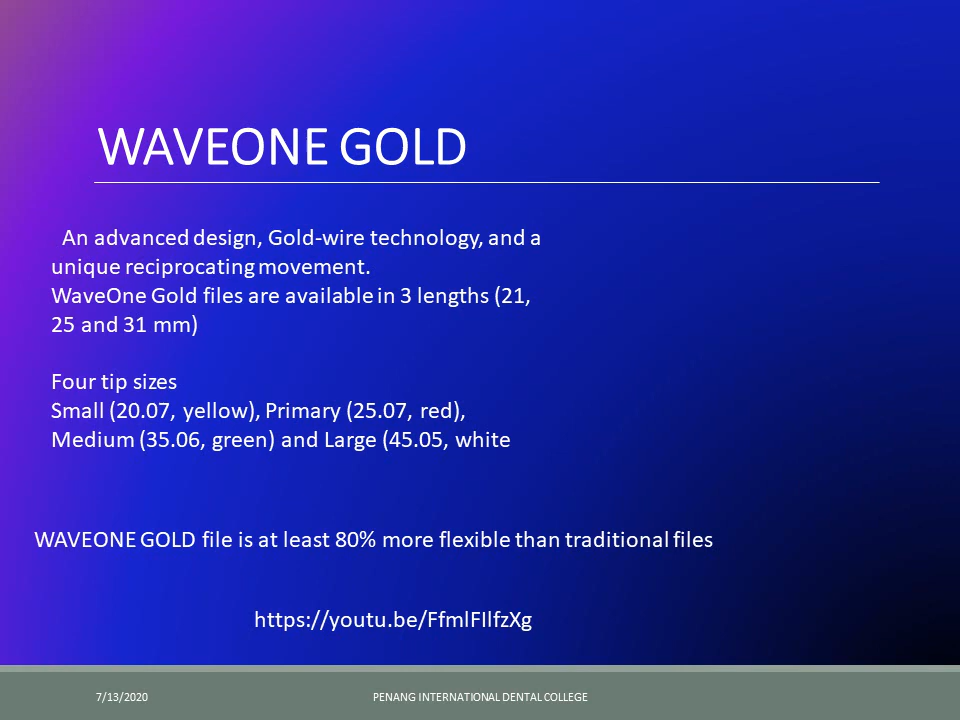 WAVEONE GOLD
An advanced design, Gold-wire technology, and a
unique reciprocating movement.
WaveOne Gold files are available in 3 lengths (21,
25 and 31 mm)
Four tip sizes
Small (20.07, yellow), Primary (25.07, red),
Medium (35.06, green) and Large (45.05, white
WAVEONE GOLD file is at least 80% more flexible than traditional files
https://youtu.be/FfmlFIlfzXg
7/13/2020
PENANG INTERNATIONAL DENTAL COLLEGE